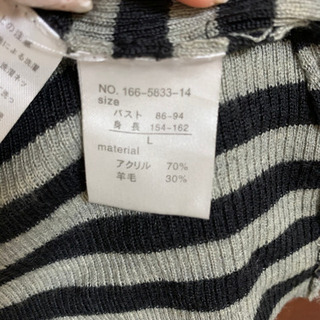 NO. 166-5833-14
size
バスト 86-94
身長 154-162
L
material
アクリル 70%
羊毛 30%